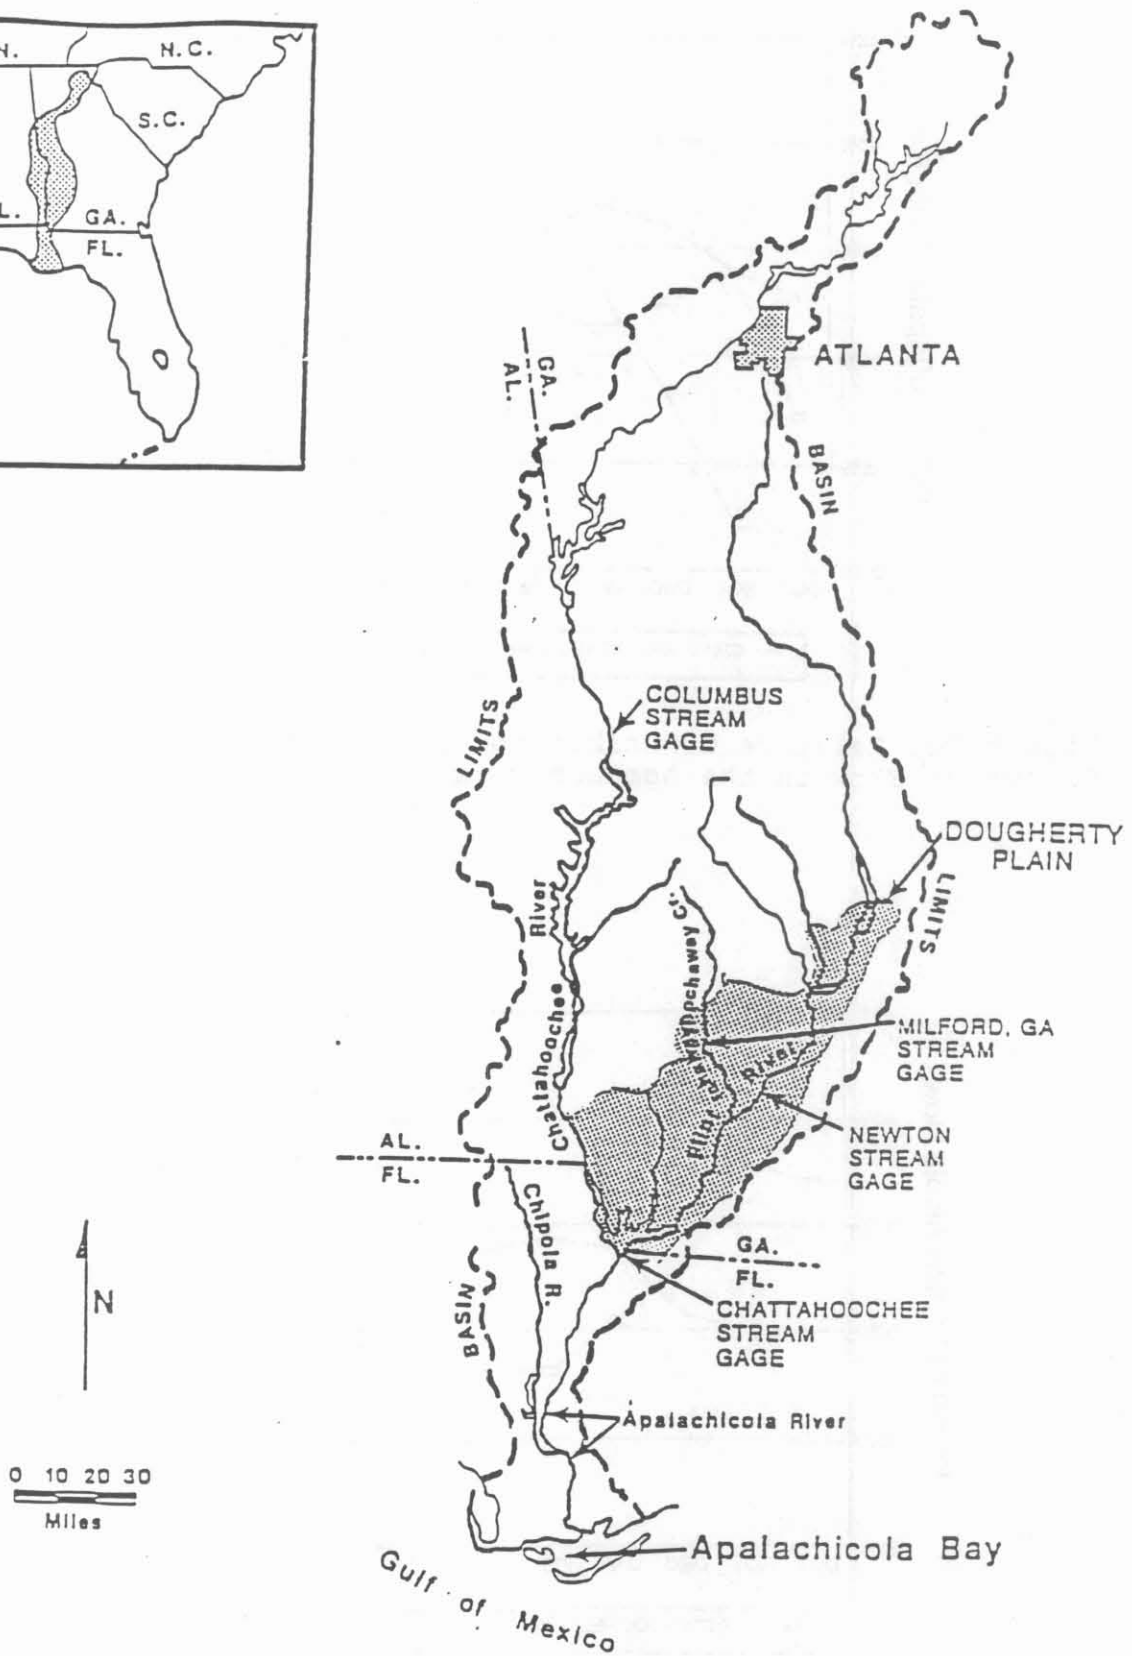 N.
N.C.
S.C.
L.
GA.
FL.
GA.
AL.
ATLANTA
BASIN
COLUMBUS
STREAM
GAGE
LIMITS
DOUGHERTY
PLAIN
LIMITS
River
Chattahoochee
MILFORD, GA
STREAM
GAGE
River
Flint
NEWTON
STREAM
GAGE
AL.
FL.
Chipola R.
GA.
FL.
CHATTAHOOCHEE
STREAM
GAGE
BASIN
N
Apalachicola River
0 10 20 30
Miles
Apalachicola Bay
Gulf of Mexico